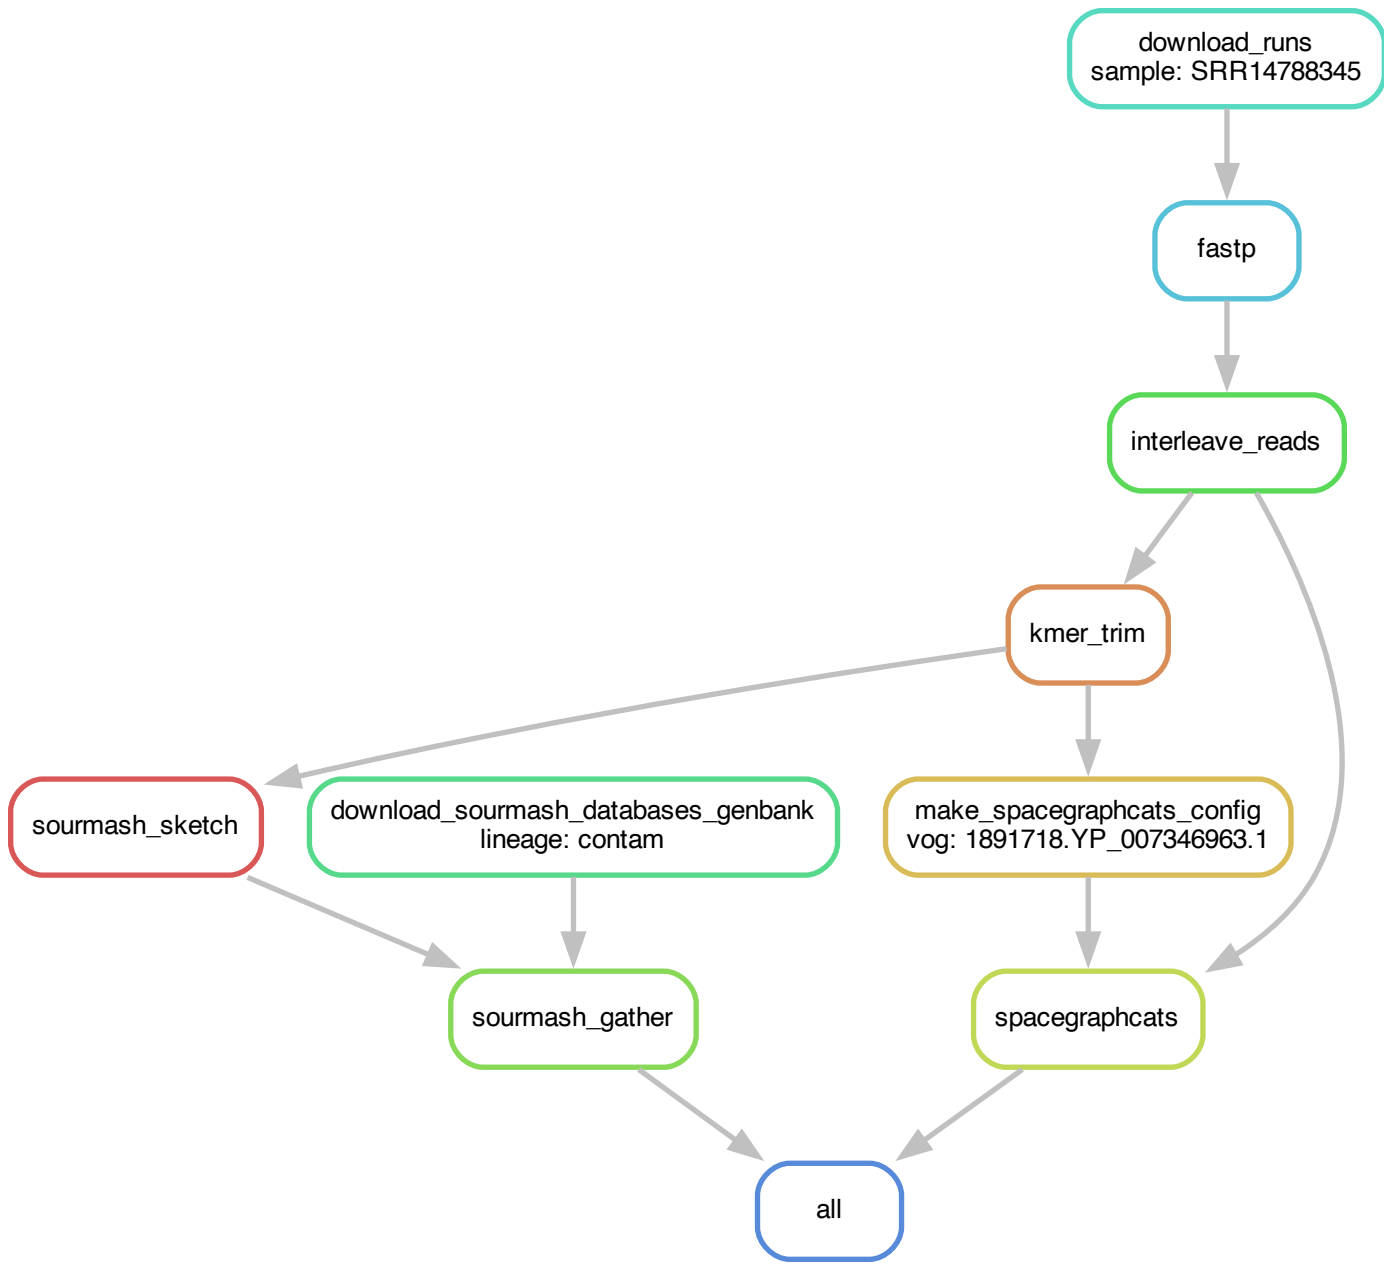 download_runs
sample: SRR14788345
fastp
interleave_reads
kmer_trim
sourmash_sketch
download_sourmash_databases_genbank
lineage: contam
make_spacegraphcats_config
vog: 1891718.YP_007346963.1
sourmash_gather
spacegraphcats
all